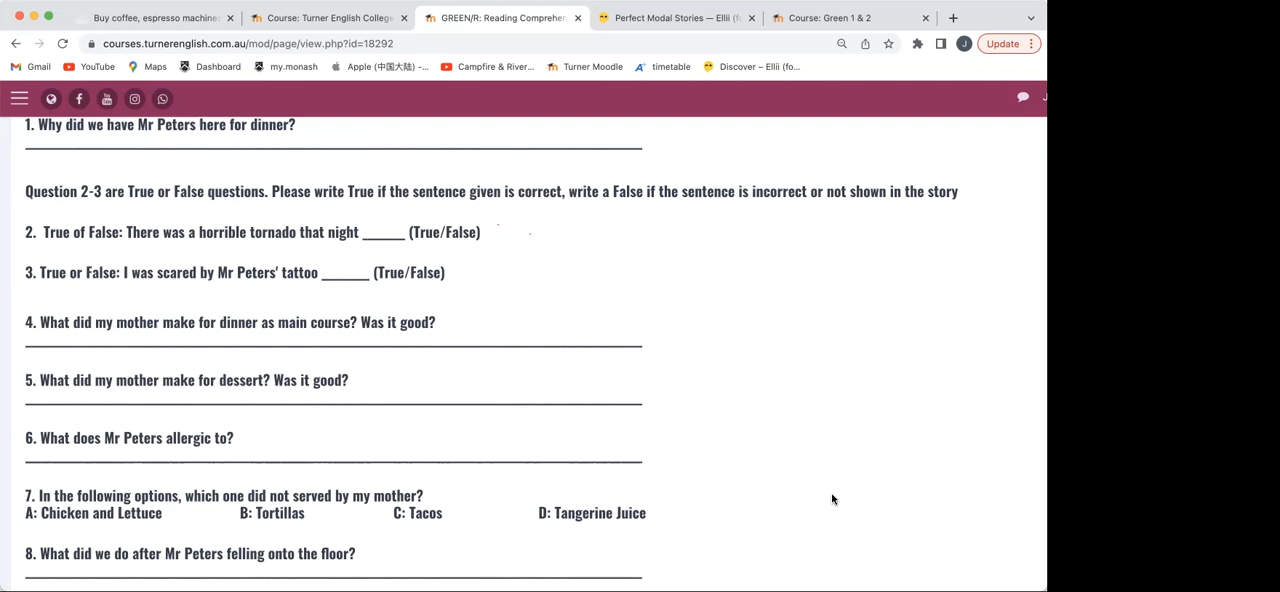 Buy coffee, espresso machine
Course: Turner English College
GREEN/R: Reading Comprehen
Perfect Modal Stories — Ellii (f
Course: Green 1 & 2
courses.turnerenglish.com.au/mod/page/view.php?id=18292
J
Update
Gmail
YouTube
Maps
Dashboard
my.monash
Apple (中国大陆) -...
Campfire & River...
Turner Moodle
timetable
Discover – Ellii (fo...
1. Why did we have Mr Peters here for dinner?
Question 2-3 are True or False questions. Please write True if the sentence given is correct, write a False if the sentence is incorrect or not shown in the story
2. True of False: There was a horrible tornado that night _____ (True/False)
3. True or False: I was scared by Mr Peters' tattoo ______ (True/False)
4. What did my mother make for dinner as main course? Was it good?
5. What did my mother make for dessert? Was it good?
6. What does Mr Peters allergic to?
7. In the following options, which one did not served by my mother?
A: Chicken and Lettuce B: Tortillas C: Tacos D: Tangerine Juice
8. What did we do after Mr Peters felling onto the floor?